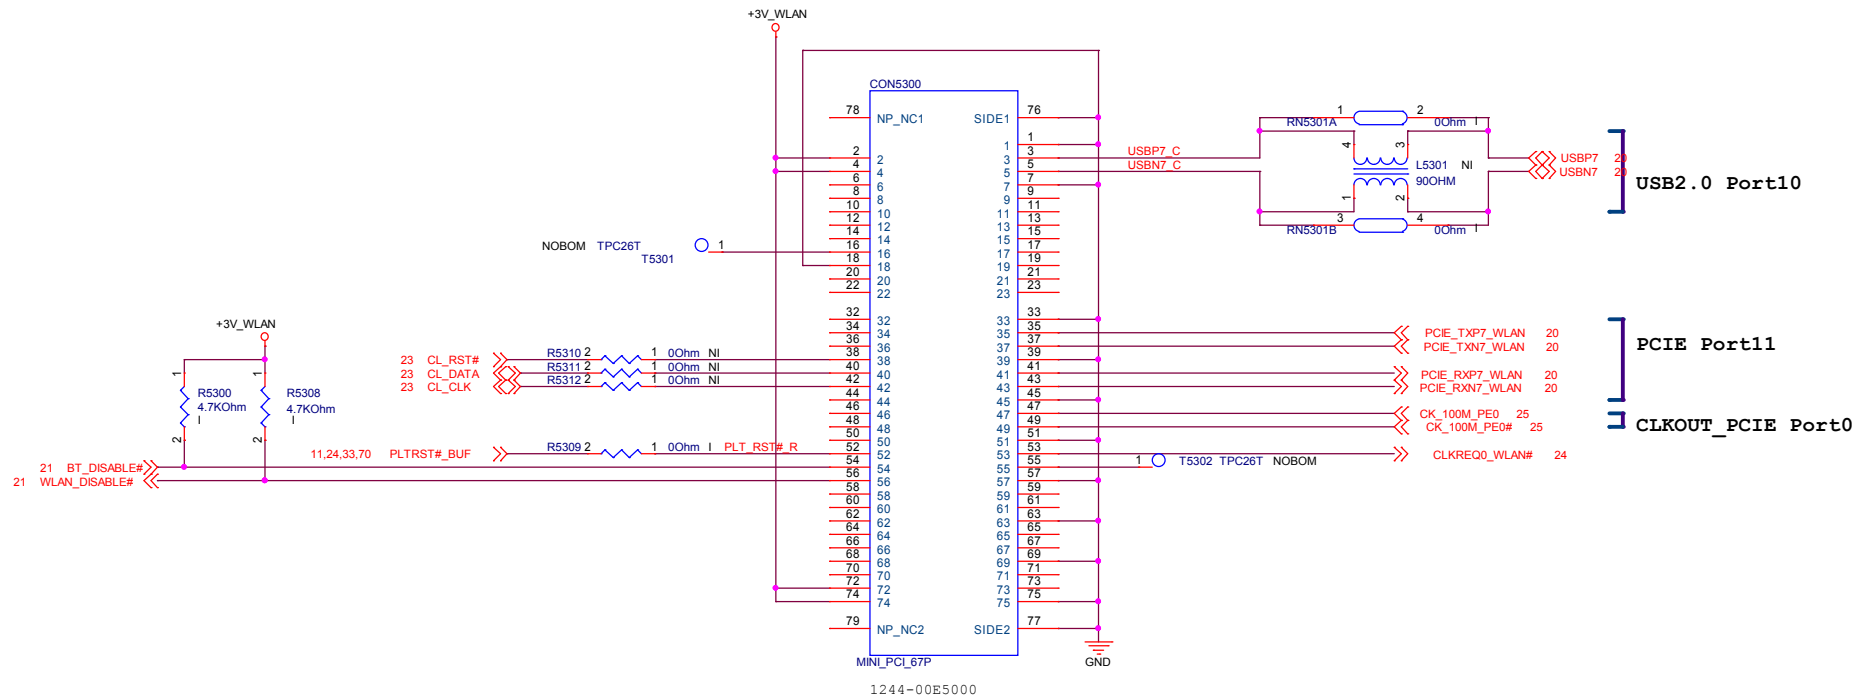 +3V_WLAN
CON5300
78 NP_NC1 SIDE1 76
1 1
2 2 3 3 USBP7_C
4 4 5 5 USBN7_C
6 6 7 7
8 8 9 9
10 10 11 11
12 12 13 13
14 14 15 15
16 16 17 17
18 18 19 19
20 20 21 21
22 22 23 23
32 32 33 33
34 34 35 35
36 36 37 37
38 38 39 39
40 40 41 41
42 42 43 43
44 44 45 45
46 46 47 47
48 48 49 49
50 50 51 51
52 52 53 53
54 54 55 55
56 56 57 57
58 58 59 59
60 60 61 61
62 62 63 63
64 64 65 65
66 66 67 67
68 68 69 69
70 70 71 71
72 72 73 73
74 74 75 75
79 NP_NC2 SIDE2 77
MINI_PCI_67P
1244-00E5000
GND
NOBOM TPC26T 1
T5301
+3V_WLAN
1 1
R5300 R5308
4.7KOhm 4.7KOhm
I I
2 2
23 CL_RST# R5310 2 1 0Ohm NI
23 CL_DATA R5311 2 1 0Ohm NI
23 CL_CLK R5312 2 1 0Ohm NI
11,24,33,70 PLTRST#_BUF R5309 2 1 0Ohm I PLT_RST#_R
21 BT_DISABLE#
21 WLAN_DISABLE#
1 2
RN5301A 0Ohm I
4 3
L5301 NI
90OHM
1 2
3 4
RN5301B 0Ohm I
USBP7 20
USBN7 20
USB2.0 Port10
PCIE_TXP7_WLAN 20
PCIE_TXN7_WLAN 20
PCIE Port11
PCIE_RXP7_WLAN 20
PCIE_RXN7_WLAN 20
CK_100M_PE0 25
CK_100M_PE0# 25
CLKOUT_PCIE Port0
CLKREQ0_WLAN# 24
1 T5302 TPC26T NOBOM